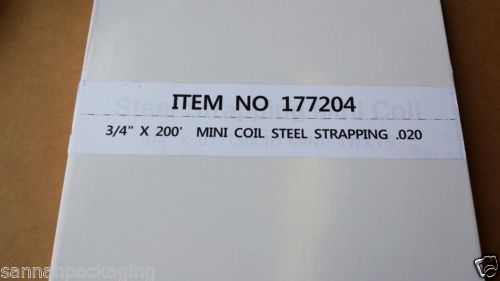 ITEM NO 177204
3/4" X 200' MINI COIL STEEL STRAPPING .020
sannanpackaging